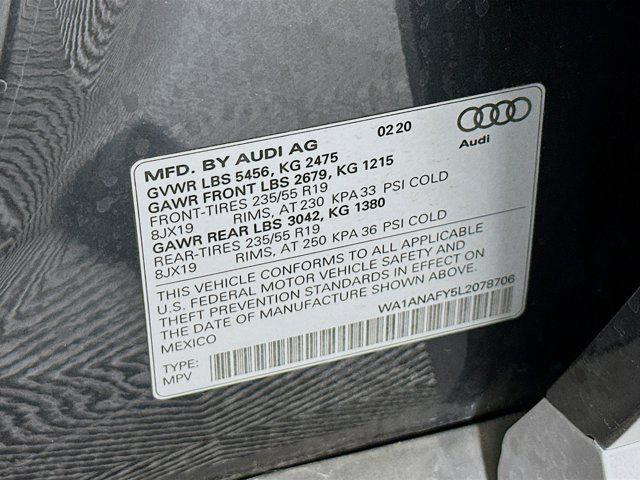 MFD. BY AUDI AG 0220
Audi
GVWR LBS 5456, KG 2475
GAWR FRONT LBS 2679, KG 1215
FRONT-TIRES 235/55 R19
8JX19 RIMS, AT 230 KPA 33 PSI COLD
GAWR REAR LBS 3042, KG 1380
REAR-TIRES 235/55 R19
8JX19 RIMS, AT 250 KPA 36 PSI COLD
THIS VEHICLE CONFORMS TO ALL APPLICABLE
U.S. FEDERAL MOTOR VEHICLE SAFETY AND
THEFT PREVENTION STANDARDS IN EFFECT ON
THE DATE OF MANUFACTURE SHOWN ABOVE.
MEXICO WA1ANAFY5L2078706
TYPE:
MPV